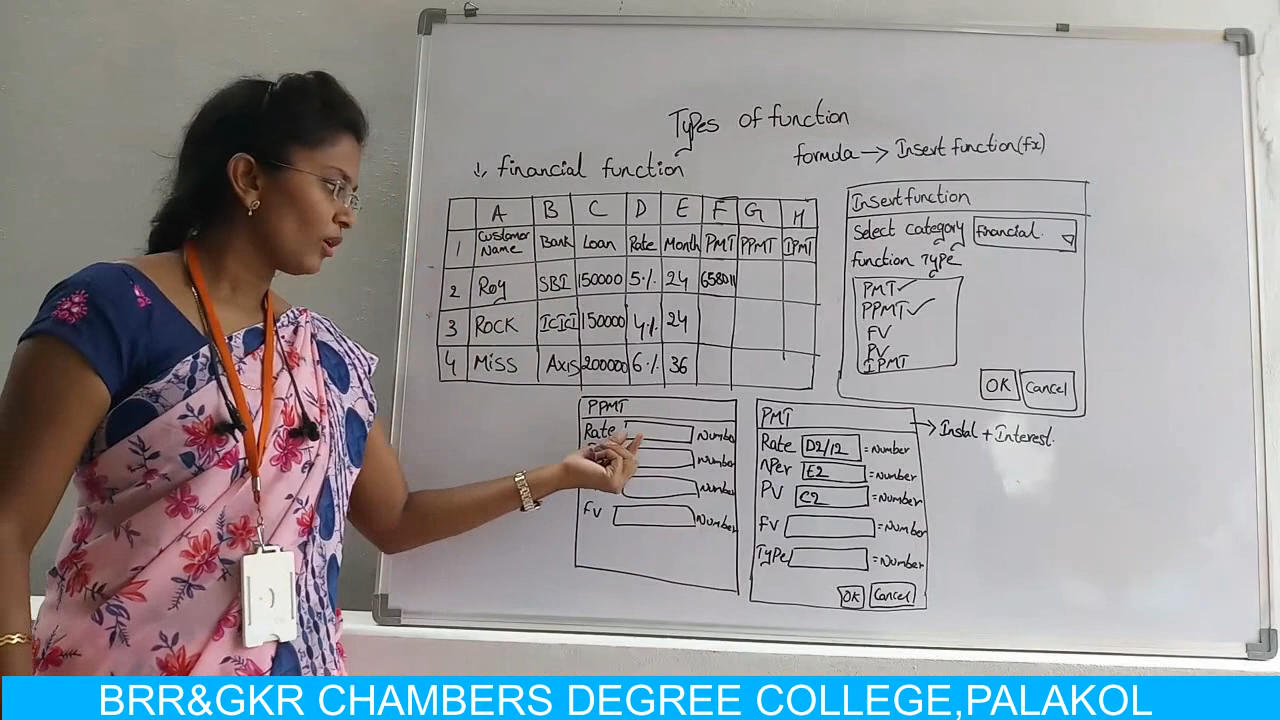 Types of function
1, financial function
formula → Insert function(fx)
A B C D E F G H
1 Customer Name Bank Loan Rate Month PMT PPMT IPMT
2 Roy SBI 150000 5% 24 65801
3 ROCK ICICI 150000 4% 24
4 Miss Axis 200000 6% 36
Insert function
Select category financial.
function Type
PMT✓
PPMT✓
FV
PV
IPMT
OK Cancel
PPMT
Rate Number
Number
Number
FV Number
PMT
→ Instal + Interest.
Rate D2/12 = Number
nPer E2 = Number
PV C2 = Number
FV = Number
Type = Number
OK Cancel
BRR&GKR CHAMBERS DEGREE COLLEGE,PALAKOL